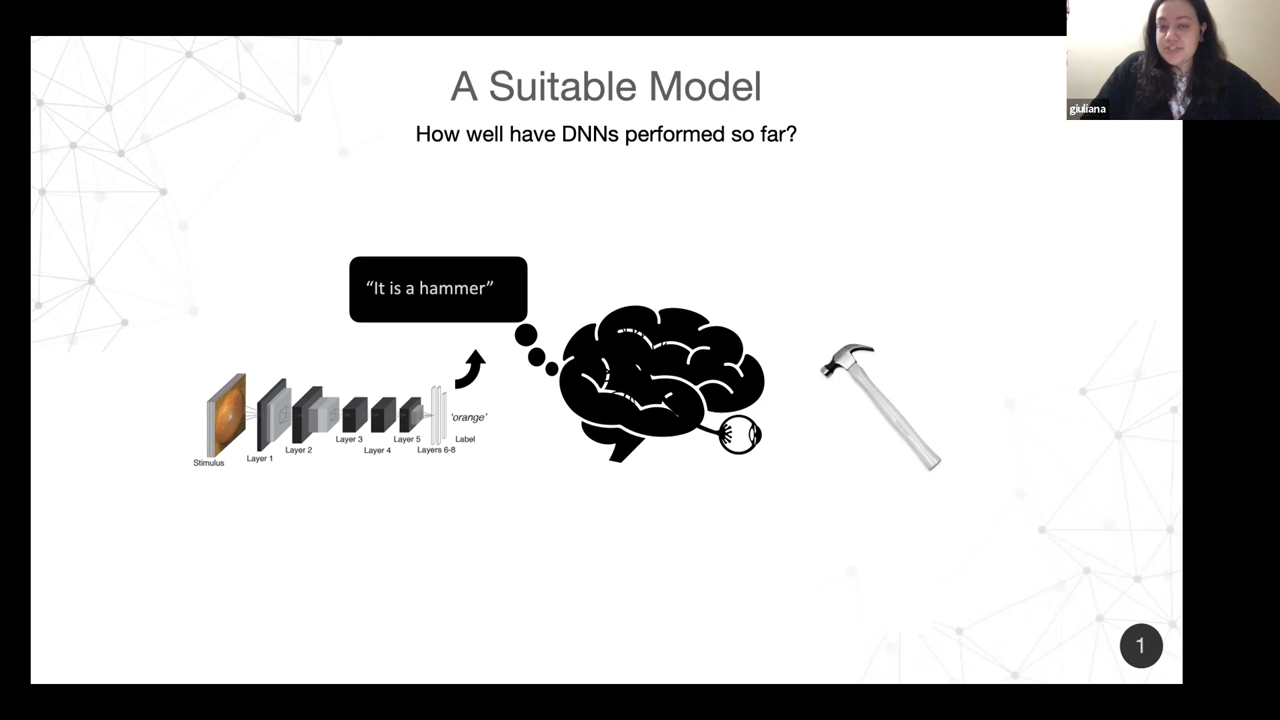 A Suitable Model
How well have DNNs performed so far?
giuliana
“It is a hammer”
‘orange’
Stimulus
Layer 1
Layer 2
Layer 3
Layer 4
Layer 5
Layers 6-8
Label
1